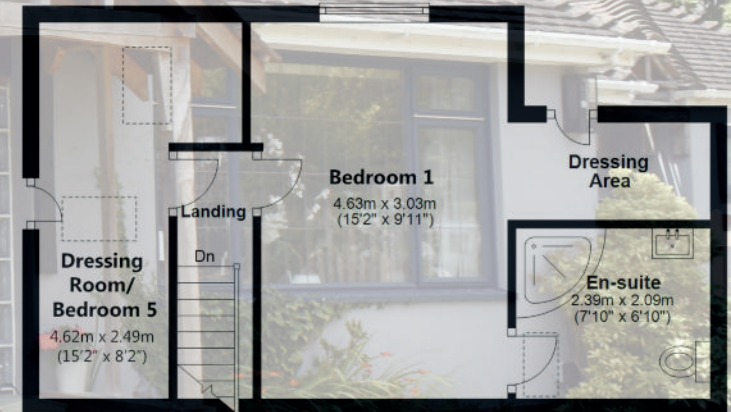 Bedroom 1
4.63m x 3.03m
(15'2" x 9'11")
Dressing
Area
Landing
Dn
Dressing
Room/
Bedroom 5
4.62m x 2.49m
(15'2" x 8'2")
En-suite
2.39m x 2.09m
(7'10" x 6'10")